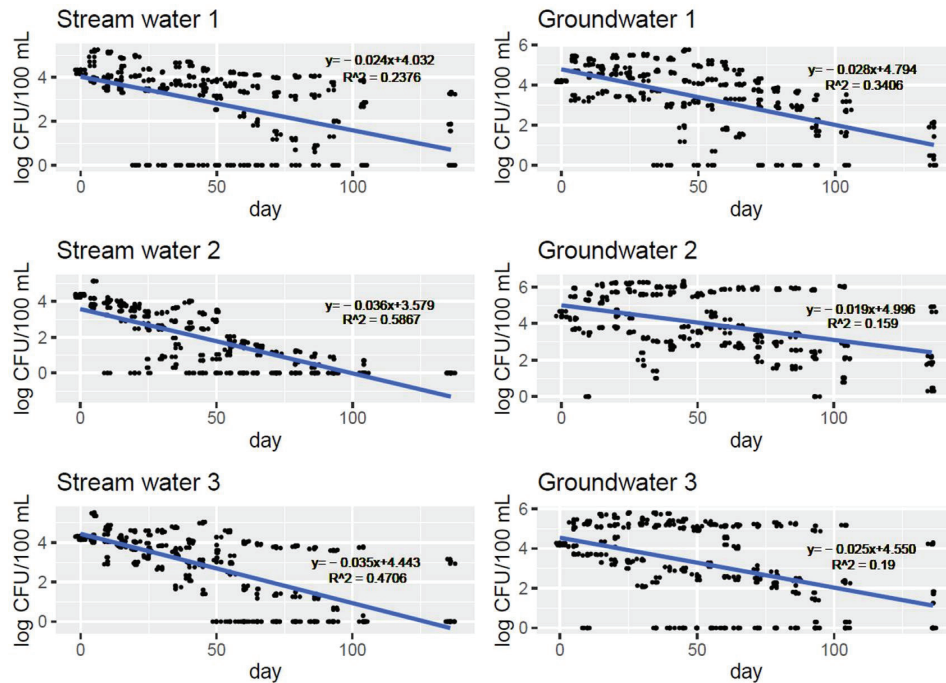 Stream water 1
log CFU/100 mL
4
2
0
y= − 0.024x+4.032
R^2 = 0.2376
0
50
100
day
Groundwater 1
log CFU/100 mL
6
4
2
0
y= − 0.028x+4.794
R^2 = 0.3406
0
50
100
day
Stream water 2
log CFU/100 mL
4
2
0
y= − 0.036x+3.579
R^2 = 0.5867
0
50
100
day
Groundwater 2
log CFU/100 mL
6
4
2
0
y= − 0.019x+4.996
R^2 = 0.159
0
50
100
day
Stream water 3
log CFU/100 mL
4
2
0
y= − 0.035x+4.443
R^2 = 0.4706
0
50
100
day
Groundwater 3
log CFU/100 mL
6
4
2
0
y= − 0.025x+4.550
R^2 = 0.19
0
50
100
day